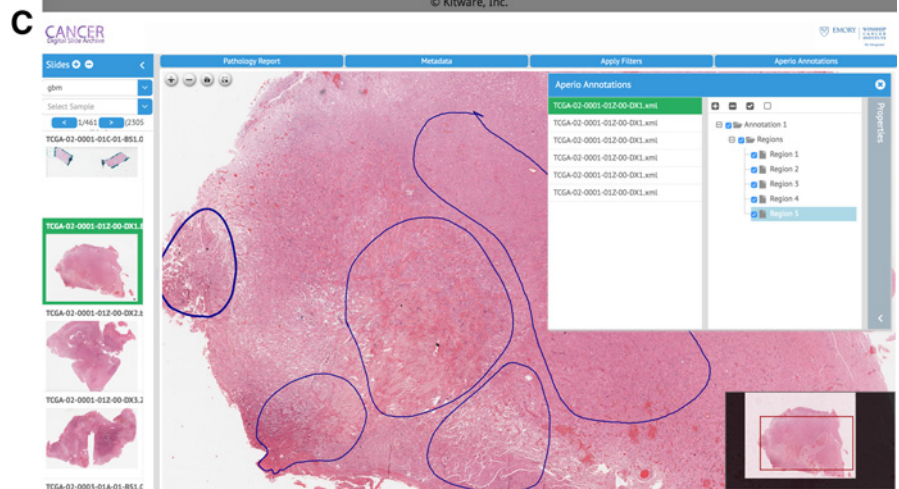 © Kitware, Inc.
C
CANCER
Digital Slide Archive
EMORY
WINSHIP
CANCER
INSTITUTE
Slides
Pathology Report
Metadata
Apply Filters
Aperio Annotations
gbm
Select Sample
< 1/461 > (2305
TCGA-02-0001-01C-01-BS1.0
TCGA-02-0001-01Z-00-DX1.
TCGA-02-0001-01Z-00-DX2.
TCGA-02-0001-01Z-00-DX3.2
TCGA-02-0003-01A-01-BS1.0
Aperio Annotations
TCGA-02-0001-01Z-00-DX1.xml
TCGA-02-0001-01Z-00-DX1.xml
TCGA-02-0001-01Z-00-DX1.xml
TCGA-02-0001-01Z-00-DX1.xml
TCGA-02-0001-01Z-00-DX1.xml
TCGA-02-0001-01Z-00-DX1.xml
Annotation 1
Regions
Region 1
Region 2
Region 3
Region 4
Region 5
Properties